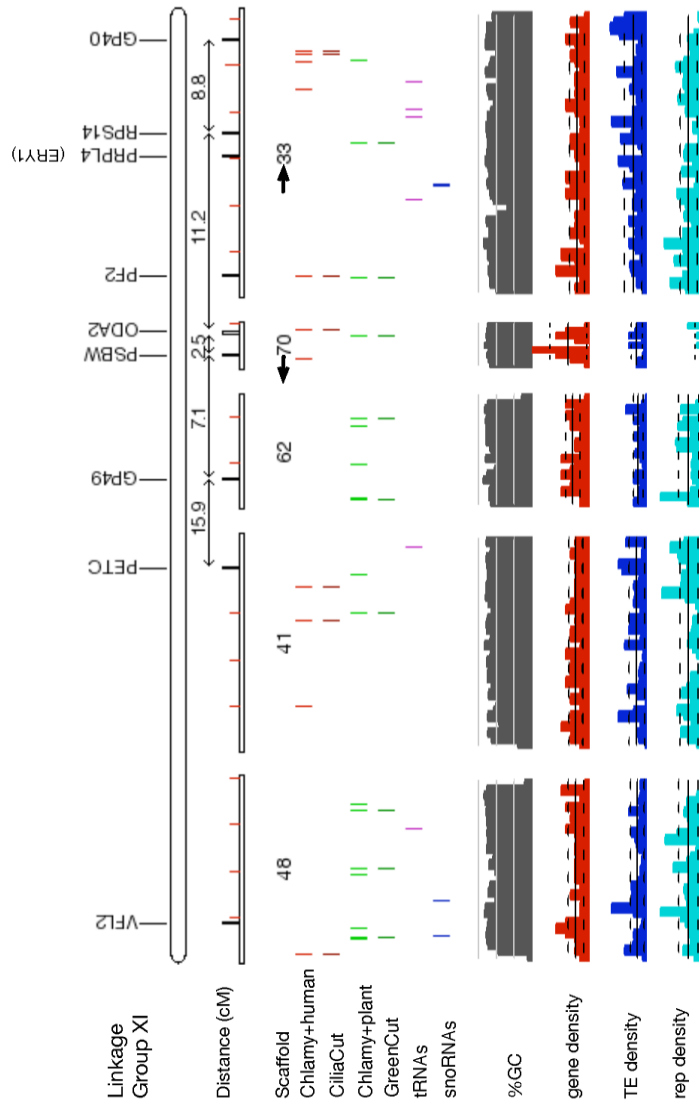 Linkage
Group XI
VFL2
PETC
GP49
PSBW
ODA2
PF2
PRPL4
(ERY1)
RPS14
GP40
Distance (cM)
15.9
7.1
2.5
11.2
8.8
Scaffold
48
41
62
70
33
Chlamy+human
CiliaCut
Chlamy+plant
GreenCut
tRNAs
snoRNAs
%GC
gene density
TE density
rep density